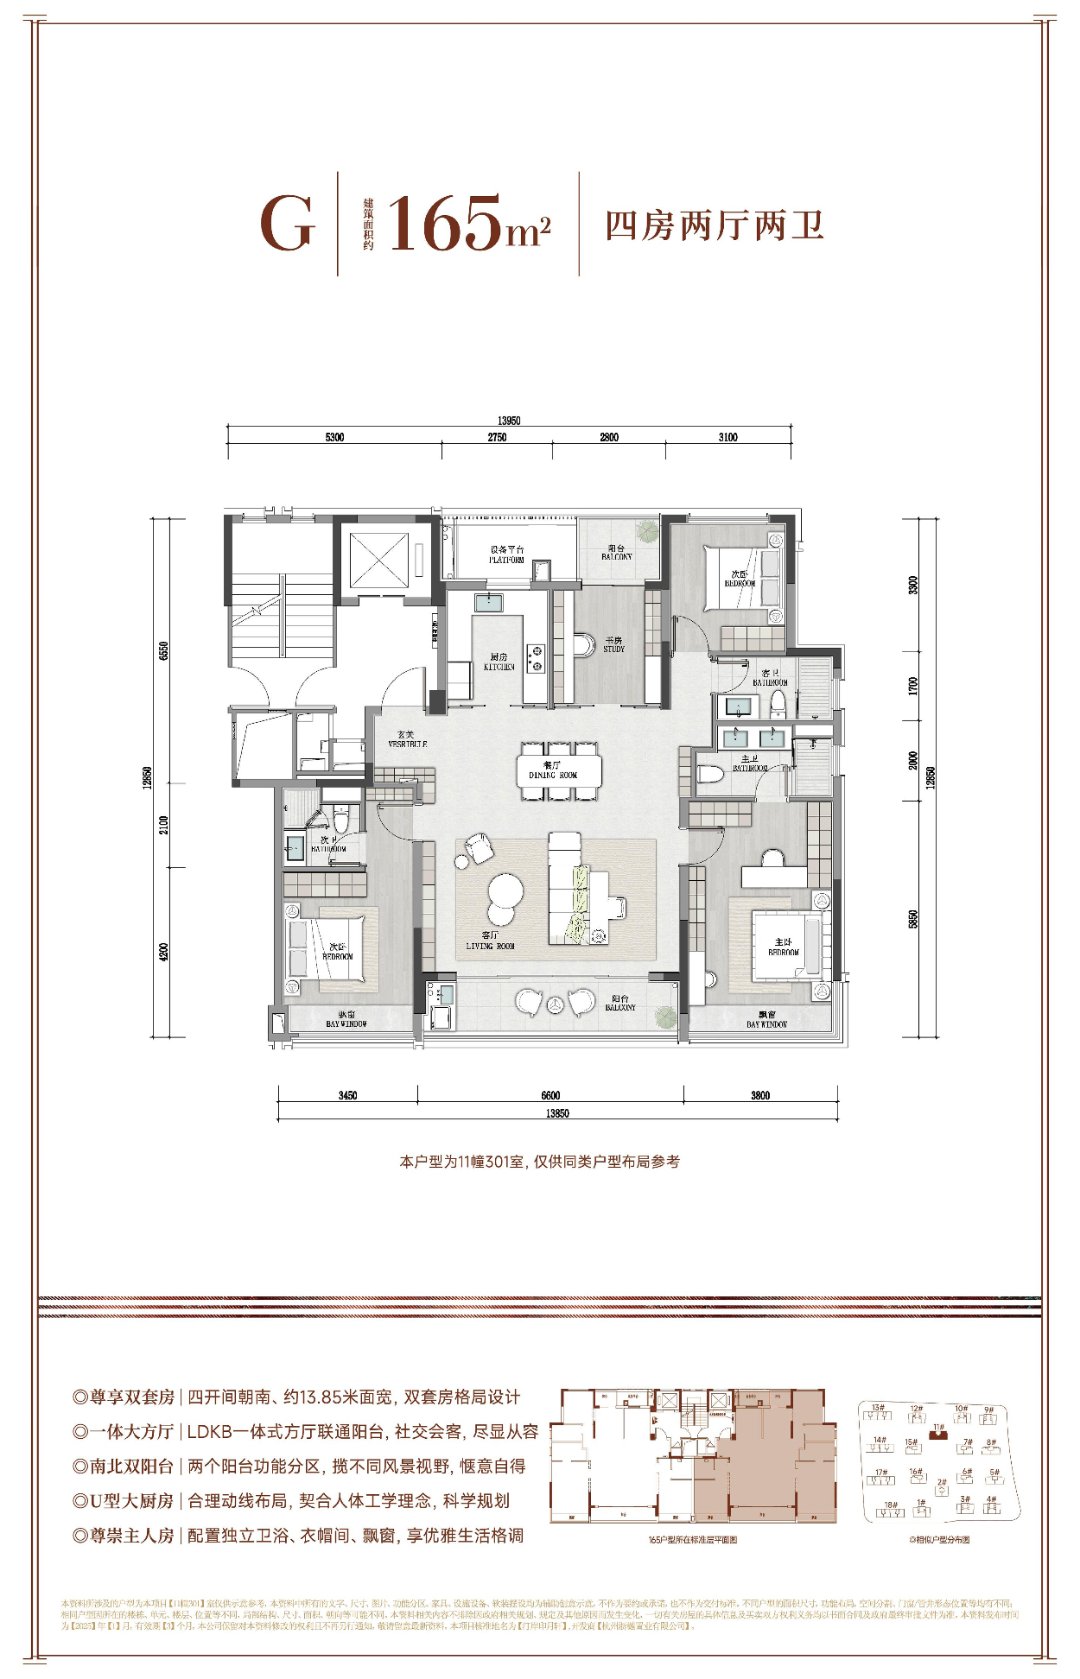 G
建筑面积约
165m²
四房两厅两卫
13950
5300
2750
2800
3100
设备平台
PLATFORM
阳台
BALCONY
次卧
BEDROOM
3300
6550
厨房
KITCHEN
书房
STUDY
客卫
BATHROOM
1700
玄关
VESRIBULE
餐厅
DINING ROOM
主卫
BATHROOM
2000
12850
12850
2100
次卫
BATHROOM
客厅
LIVING ROOM
次卧
BEDROOM
主卧
BEDROOM
5850
4200
飘窗
BAY WINDOW
阳台
BALCONY
飘窗
BAY WINDOW
3450
6600
3800
13850
本户型为11幢301室，仅供同类户型布局参考
◎尊享双套房|四开间朝南、约13.85米面宽，双套房格局设计
◎一体大方厅|LDKB一体式方厅联通阳台，社交会客，尽显从容
◎南北双阳台|两个阳台功能分区，揽不同风景视野，惬意自得
◎U型大厨房|合理动线布局，契合人体工学理念，科学规划
◎尊崇主人房|配置独立卫浴、衣帽间、飘窗，享优雅生活格调
165户型所在标准层平面图
13#
12#
10#
9#
11#
14#
15#
7#
8#
17#
16#
2#
6#
5#
18#
1#
3#
4#
◎相似户型分布图